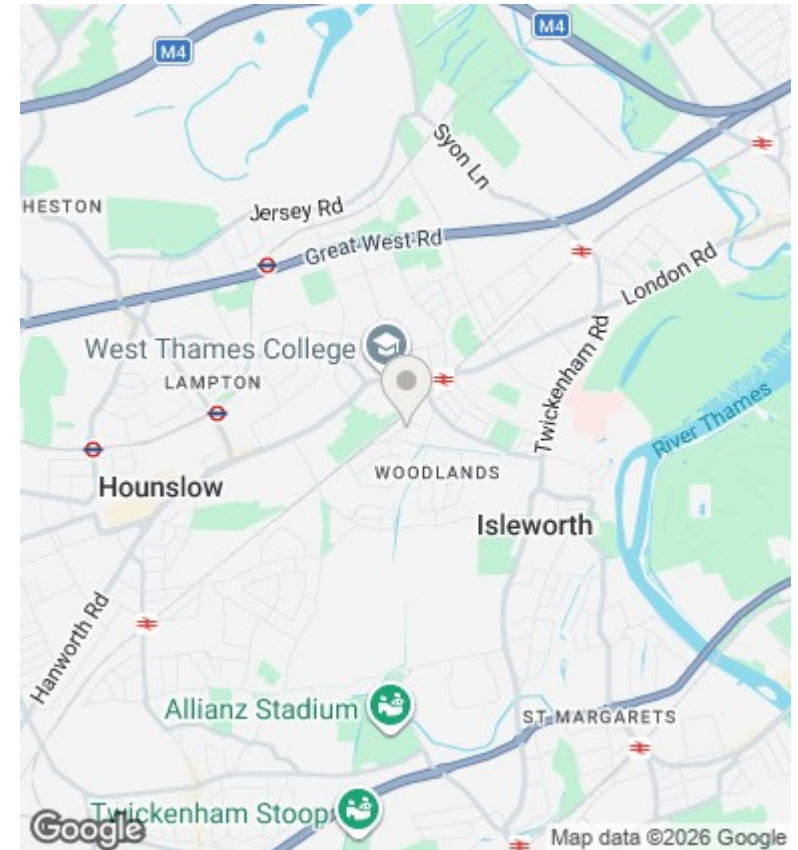 M4
M4
Syon Ln
HESTON
Jersey Rd
Great West Rd
London Rd
West Thames College
LAMPTON
Twickenham Rd
River Thames
WOODLANDS
Hounslow
Isleworth
Hanworth Rd
Allianz Stadium
ST MARGARETS
Twickenham Stoop
Google
Map data ©2026 Google